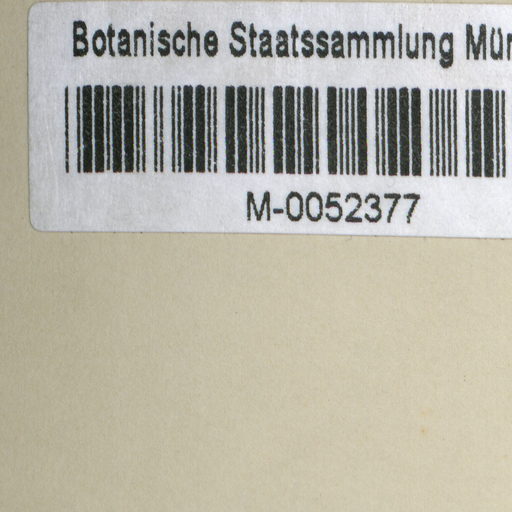 Botanische Staatssammlung Mün
M-0052377